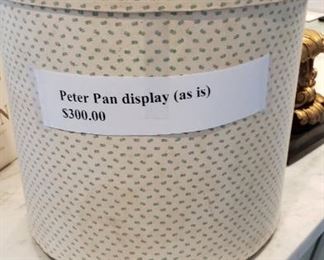 Peter Pan display (as is)
$300.00